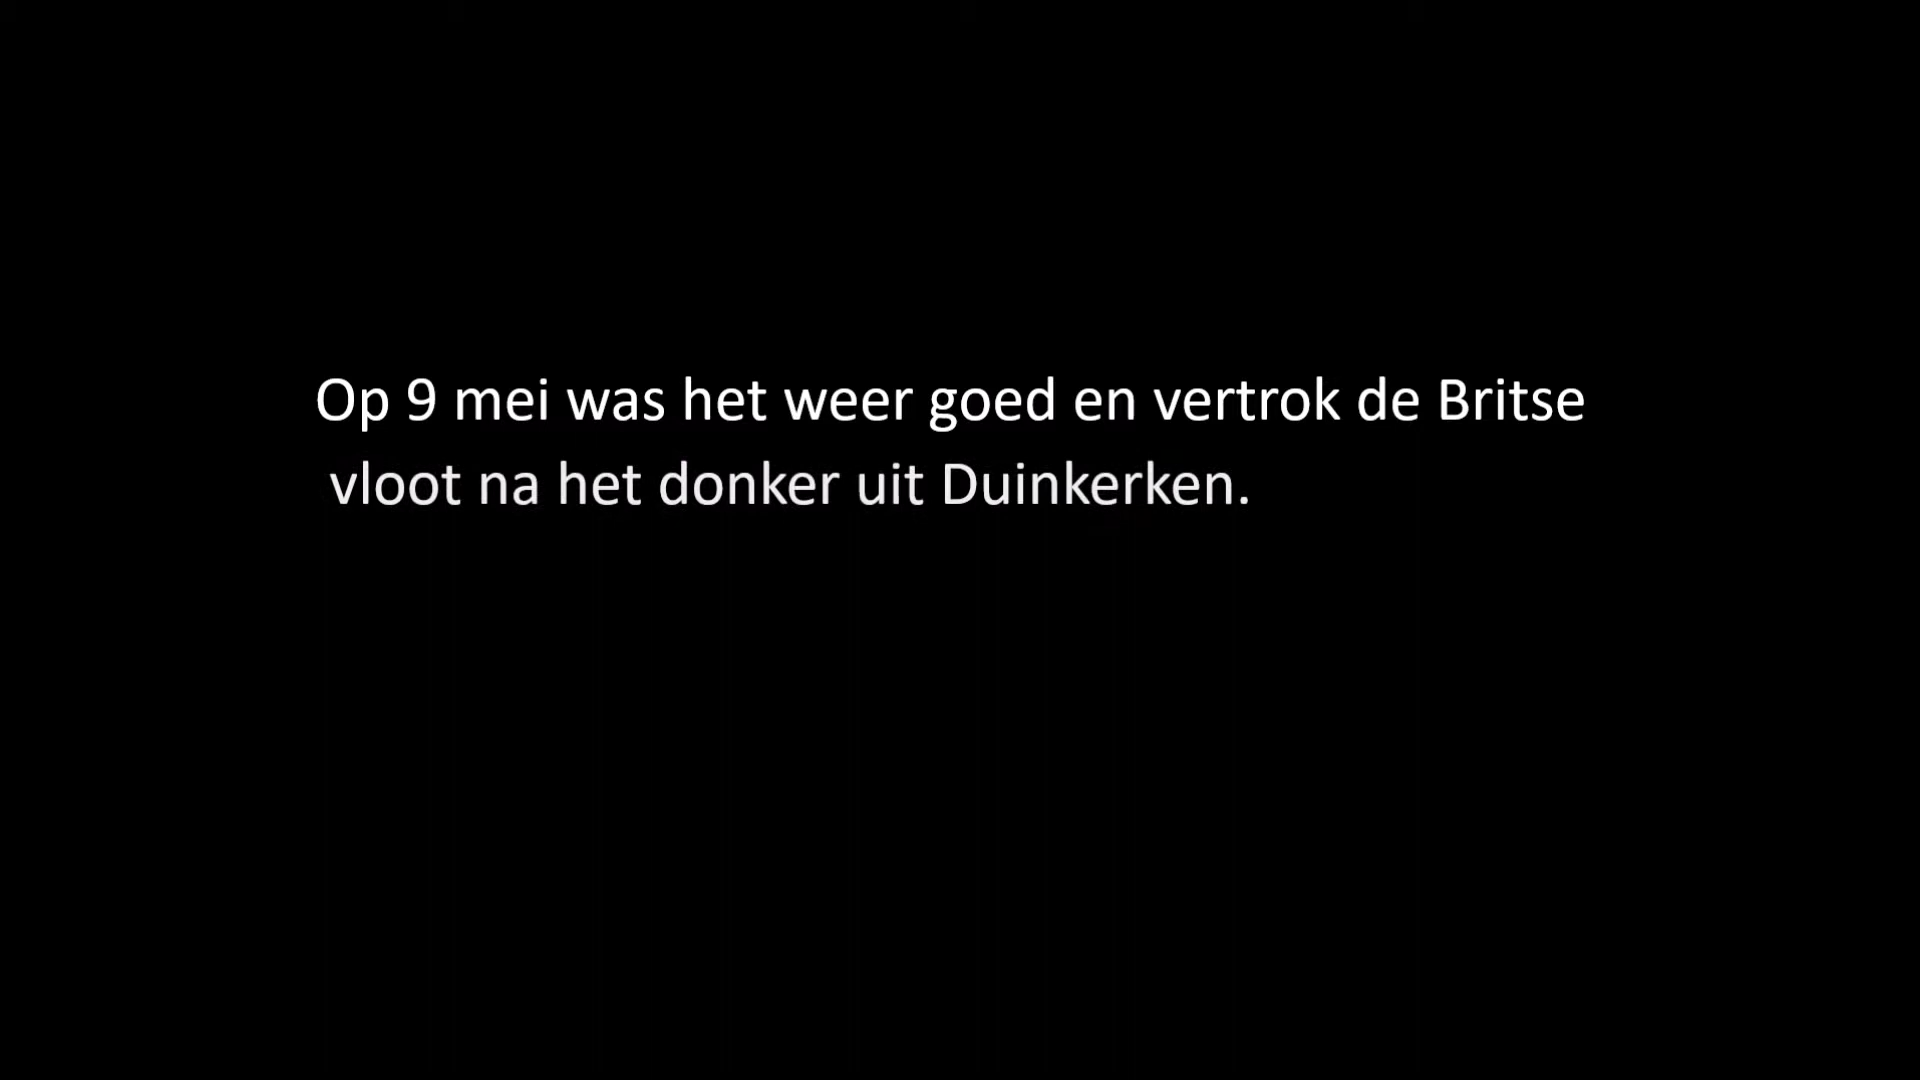 Op 9 mei was het weer goed en vertrok de Britse
vloot na het donker uit Duinkerken.